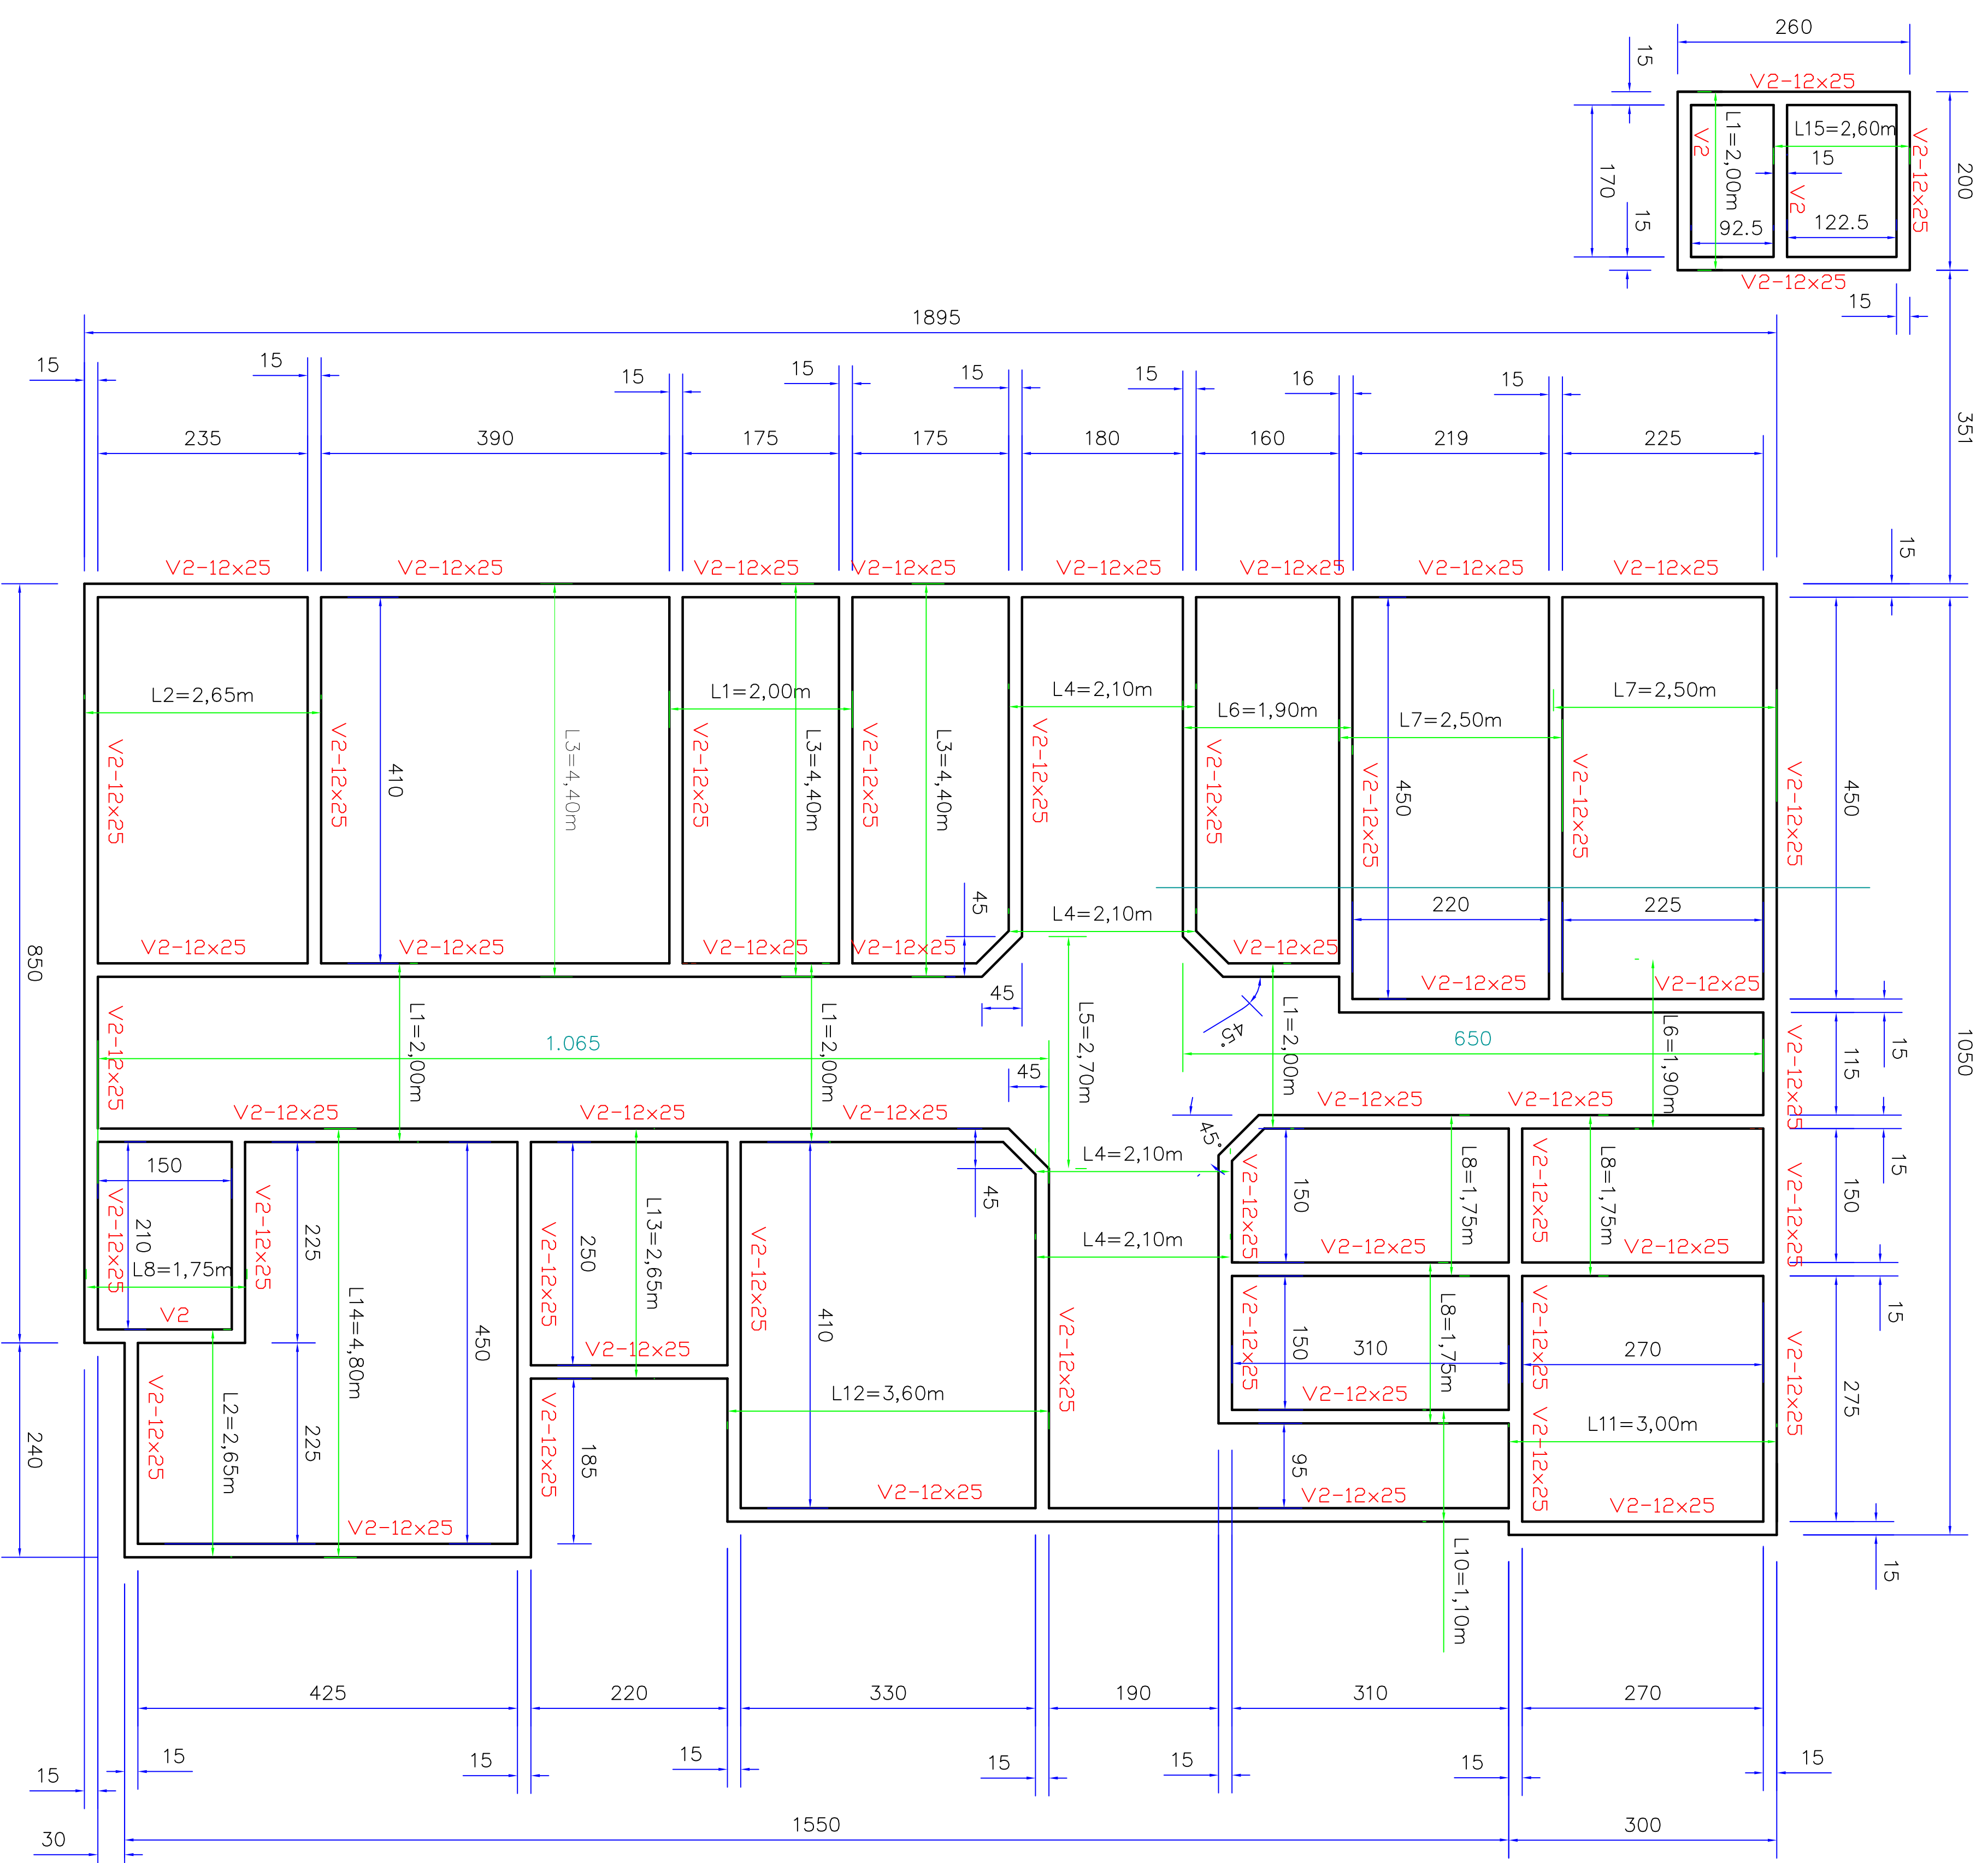 260
15
V2-12x25
200
L1=2,00m
L15=2,60m
V2
V2-12x25
15
170
V2
15
92.5
122.5
V2-12x25
15
1895
351
15
15
15
15
15
15
16
15
235
390
175
175
180
160
219
225
15
V2-12x25
V2-12x25
V2-12x25
V2-12x25
V2-12x25
V2-12x25
V2-12x25
V2-12x25
L2=2,65m
L1=2,00m
L4=2,10m
L6=1,90m
L7=2,50m
L7=2,50m
V2-12x25
V2-12x25
410
L3=4,40m
V2-12x25
L3=4,40m
V2-12x25
L3=4,40m
V2-12x25
V2-12x25
450
V2-12x25
V2-12x25
V2-12x25
450
45
L4=2,10m
220
225
V2-12x25
V2-12x25
V2-12x25
V2-12x25
V2-12x25
V2-12x25
V2-12x25
850
45
45°
V2-12x25
L1=2,00m
L1=2,00m
L5=2,70m
L1=2,00m
L6=1,90m
V2-12x25
115
15
1050
1.065
650
45
V2-12x25
V2-12x25
V2-12x25
V2-12x25
V2-12x25
45°
150
V2-12x25
210
V2-12x25
225
450
V2-12x25
250
L13=2,65m
V2-12x25
45
L4=2,10m
V2-12x25
150
L8=1,75m
V2-12x25
L8=1,75m
V2-12x25
150
15
L8=1,75m
L4=2,10m
V2-12x25
V2-12x25
V2
L14=4,80m
V2-12x25
410
V2-12x25
V2-12x25
150
310
L8=1,75m
V2-12x25
270
V2-12x25
275
15
240
V2-12x25
L2=2,65m
225
V2-12x25
185
L12=3,60m
V2-12x25
V2-12x25
L11=3,00m
V2-12x25
V2-12x25
95
V2-12x25
V2-12x25
L10=1,10m
15
425
220
330
190
310
270
15
15
15
15
15
15
15
15
30
1550
300